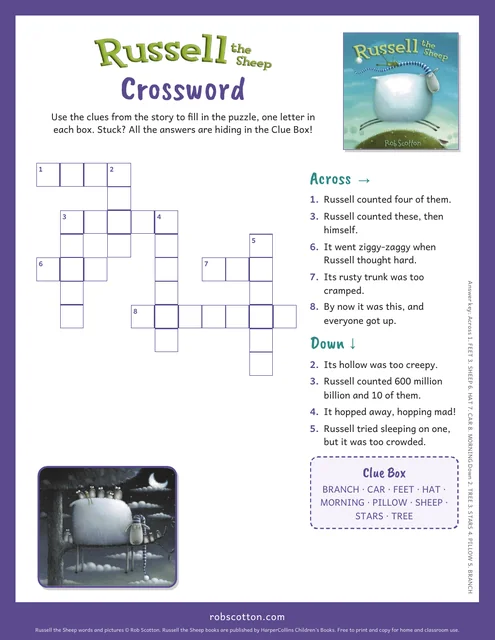 Russell the Sheep
Crossword
Use the clues from the story to fill in the puzzle, one letter in
each box. Stuck? All the answers are hiding in the Clue Box!
Russell the Sheep
Rob Scotton
1 2
3 4
5
6 7
8
Across →
1. Russell counted four of them.
3. Russell counted these, then
himself.
6. It went ziggy-zaggy when
Russell thought hard.
7. Its rusty trunk was too
cramped.
8. By now it was this, and
everyone got up.
Down ↓
2. Its hollow was too creepy.
3. Russell counted 600 million
billion and 10 of them.
4. It hopped away, hopping mad!
5. Russell tried sleeping on one,
but it was too crowded.
Clue Box
BRANCH · CAR · FEET · HAT ·
MORNING · PILLOW · SHEEP ·
STARS · TREE
Answer key: Across 1. FEET 3. SHEEP 6. HAT 7. CAR 8. MORNING Down 2. TREE 3. STARS 4. PILLOW 5. BRANCH
robscotton.com
Russell the Sheep words and pictures © Rob Scotton. Russell the Sheep books are published by HarperCollins Children's Books. Free to print and copy for home and classroom use.